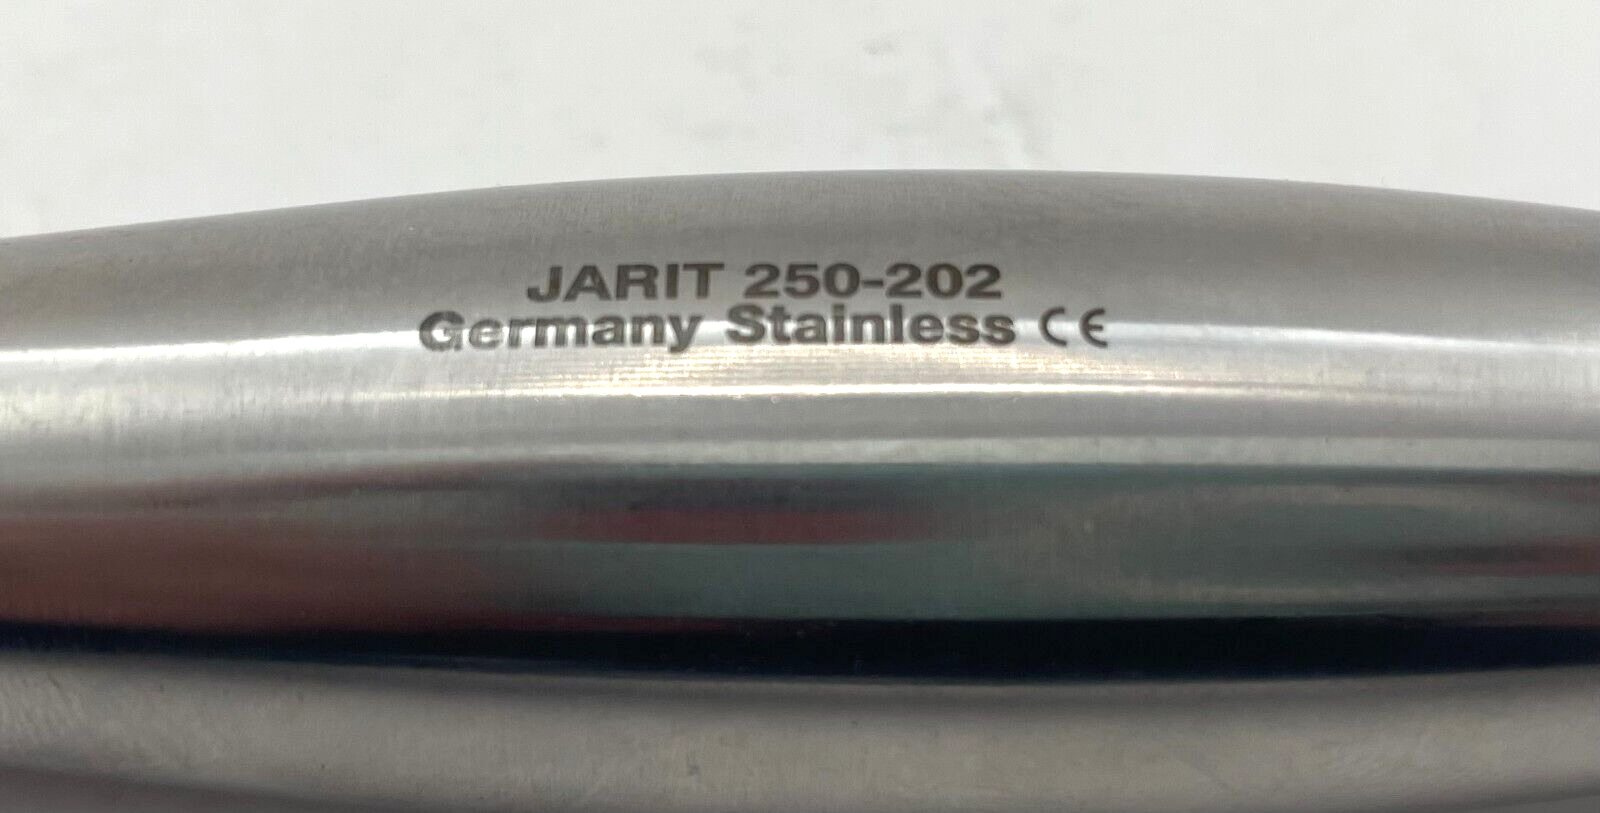 JARIT 250-202
Germany Stainless CE